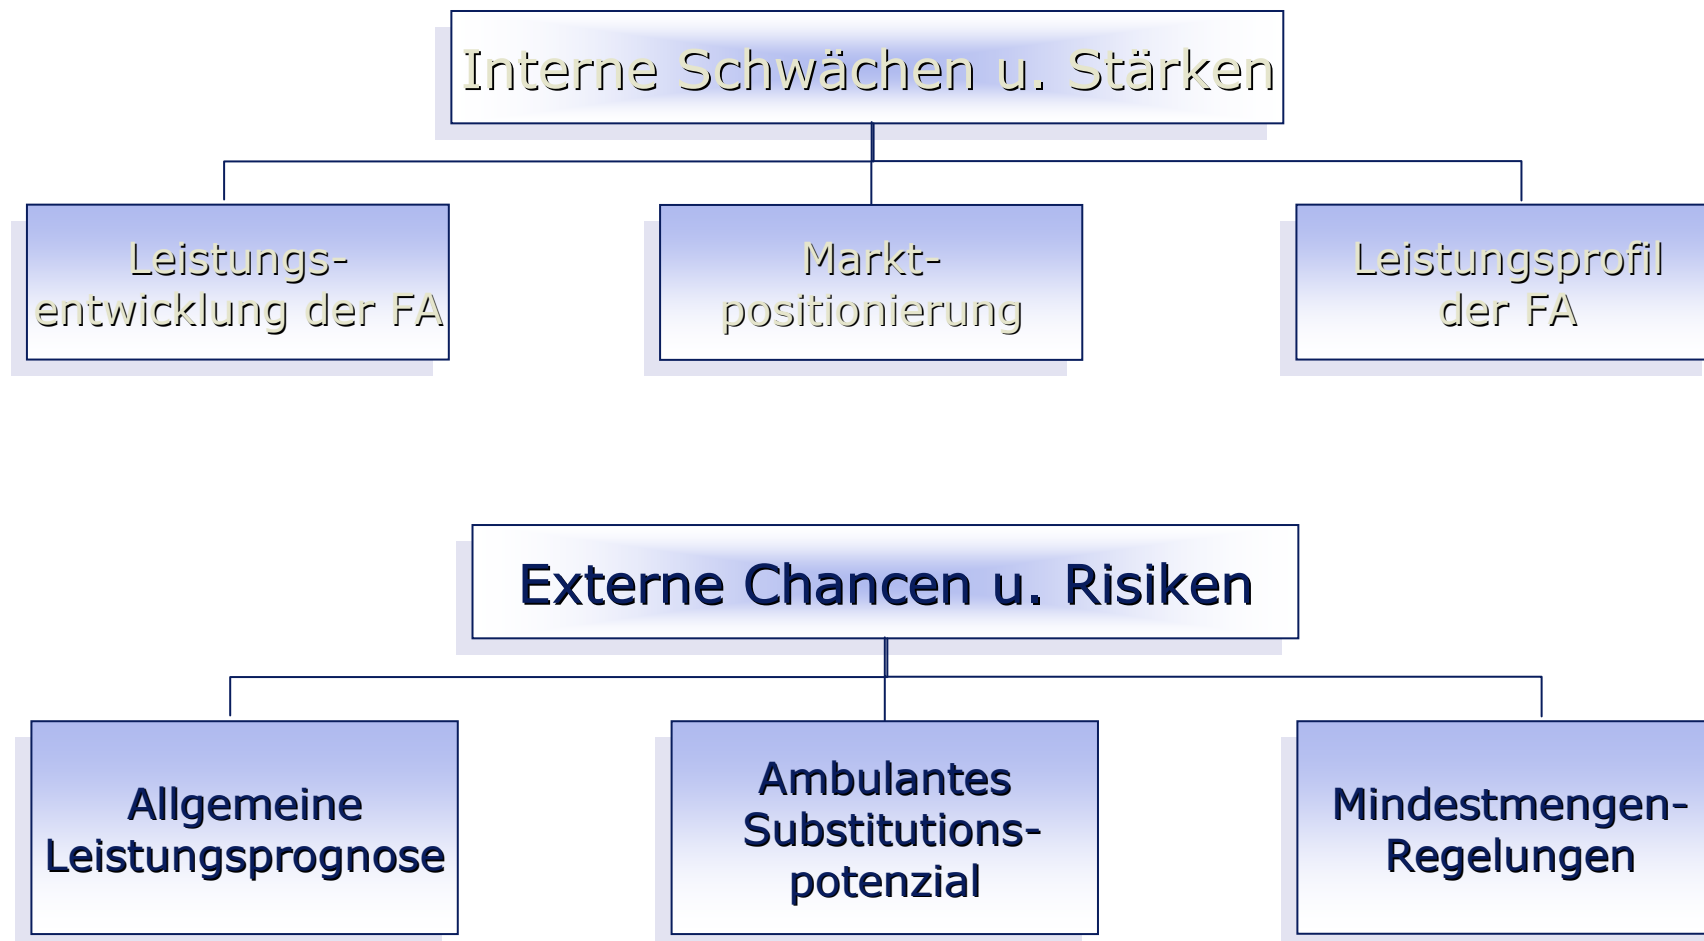 Interne Schwächen u. Stärken
Leistungs-
entwicklung der FA
Markt-
positionierung
Leistungsprofil
der FA
Externe Chancen u. Risiken
Allgemeine
Leistungsprognose
Ambulantes
Substitutions-
potenzial
Mindestmengen-
Regelungen